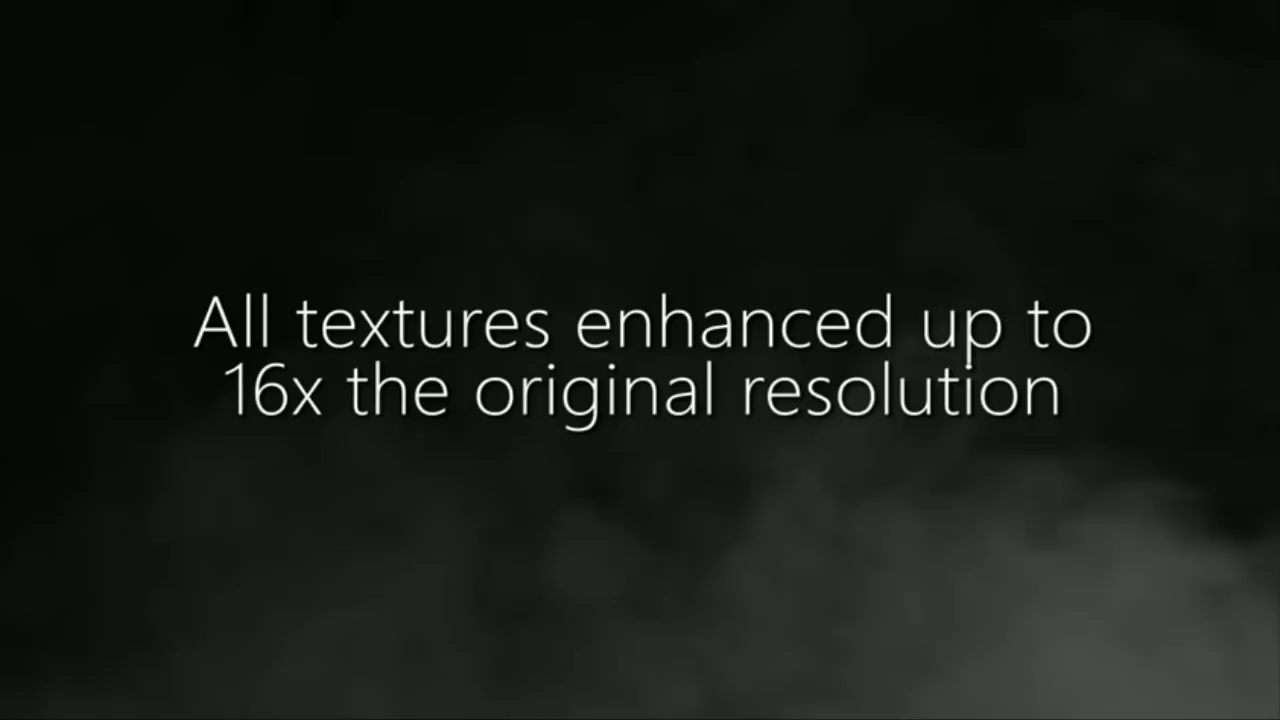 All textures enhanced up to
16x the original resolution